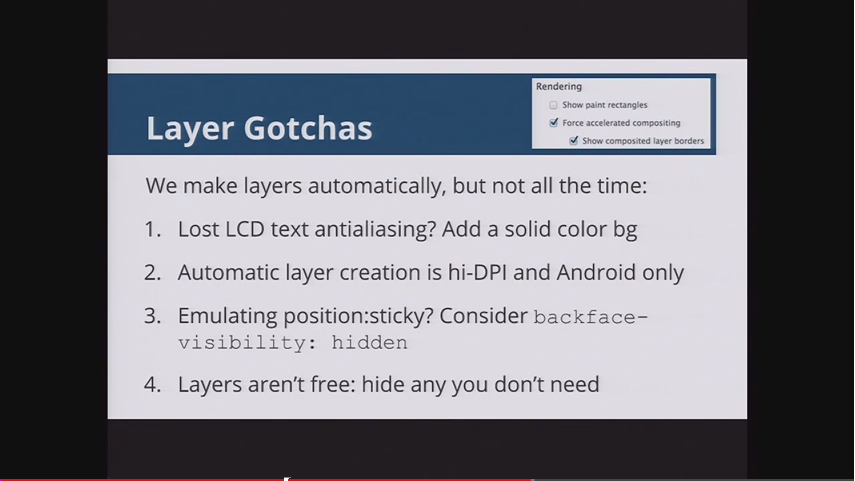 Rendering
Show paint rectangles
Force accelerated compositing
Show composited layer borders
Layer Gotchas
We make layers automatically, but not all the time:
1. Lost LCD text antialiasing? Add a solid color bg
2. Automatic layer creation is hi-DPI and Android only
3. Emulating position:sticky? Consider backface-
visibility: hidden
4. Layers aren't free: hide any you don't need